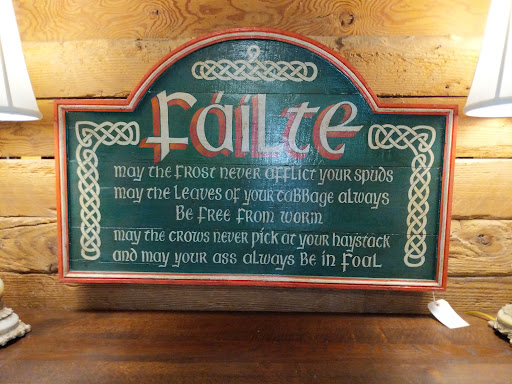 Fáilte
may the frost never afflict your spuds
may the leaves of your cabbage always
Be free from worm
may the crows never pick at your haystack
and may your ass always Be in foal